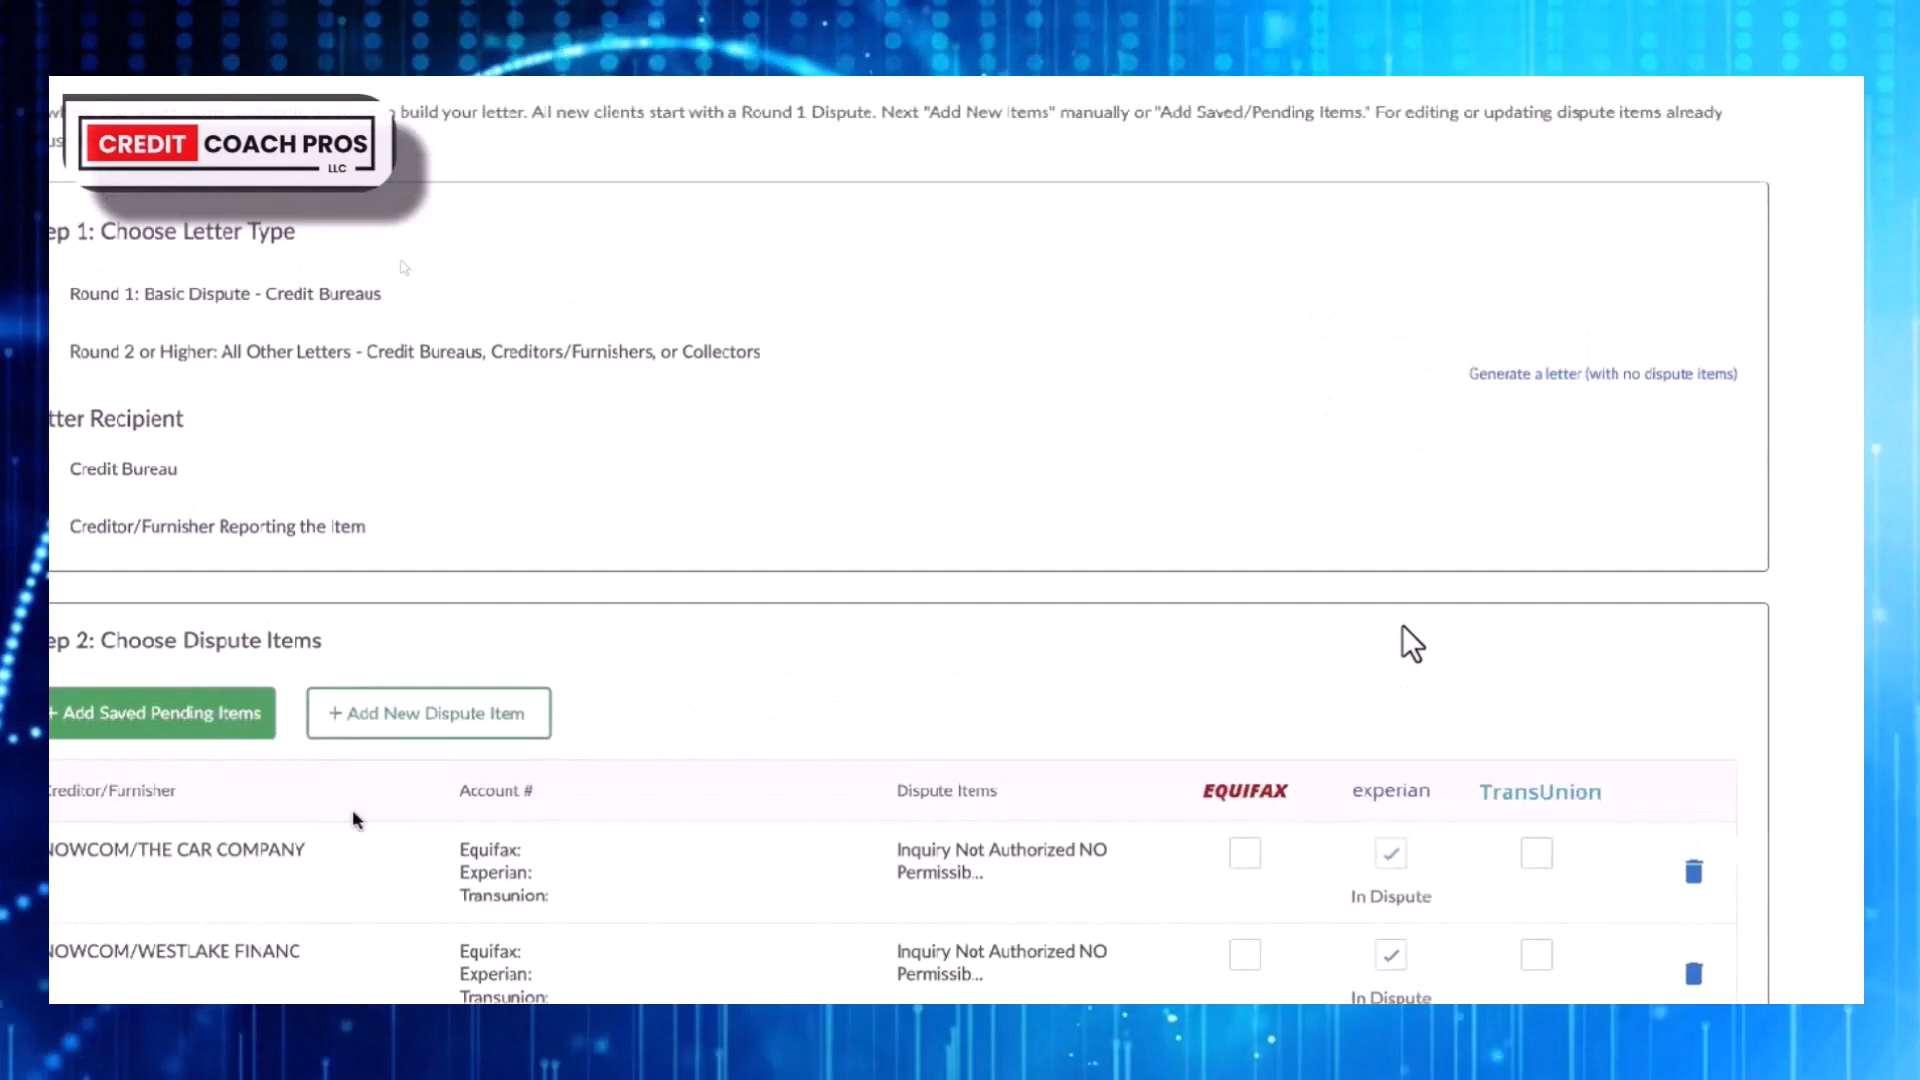 build your letter. All new clients start with a Round 1 Dispute. Next "Add New Items" manually or "Add Saved/Pending Items." For editing or updating dispute items already
CREDIT COACH PROS
LLC
ep 1: Choose Letter Type
Round 1: Basic Dispute - Credit Bureaus
Round 2 or Higher: All Other Letters - Credit Bureaus, Creditors/Furnishers, or Collectors
Generate a letter (with no dispute items)
tter Recipient
Credit Bureau
Creditor/Furnisher Reporting the Item
ep 2: Choose Dispute Items
+ Add Saved Pending Items
+ Add New Dispute Item
reditor/Furnisher Account # Dispute Items EQUIFAX experian TransUnion
OWCOM/THE CAR COMPANY
Equifax:
Experian:
Transunion:
Inquiry Not Authorized NO
Permissib...
In Dispute
OWCOM/WESTLAKE FINANC
Equifax:
Experian:
Transunion:
Inquiry Not Authorized NO
Permissib...
In Dispute